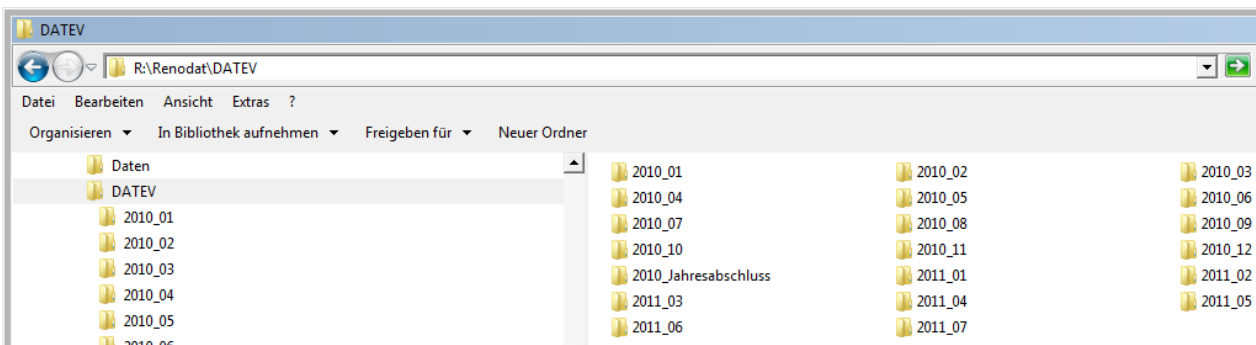 DATEV
R:\Renodat\DATEV
Datei Bearbeiten Ansicht Extras ?
Organisieren In Bibliothek aufnehmen Freigeben für Neuer Ordner
Daten
DATEV
2010_01
2010_02
2010_03
2010_04
2010_05
2010_06
2010_01 2010_02 2010_03
2010_04 2010_05 2010_06
2010_07 2010_08 2010_09
2010_10 2010_11 2010_12
2010_Jahresabschluss 2011_01 2011_02
2011_03 2011_04 2011_05
2011_06 2011_07